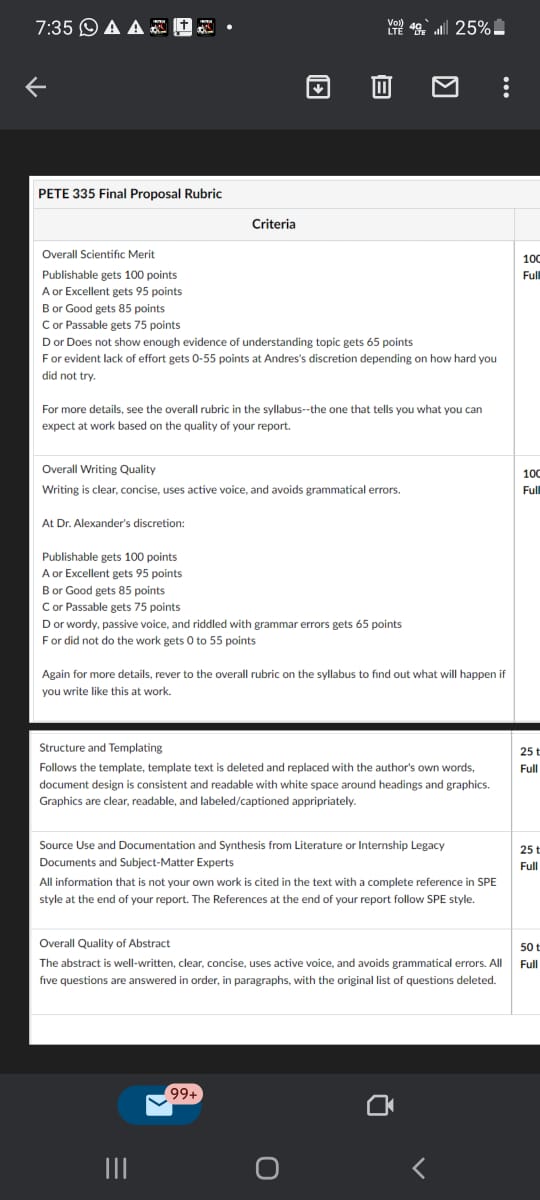 7:35
Vo))
LTE 4G LTE 25%
PETE 335 Final Proposal Rubric
Criteria
Overall Scientific Merit
100
Publishable gets 100 points
Full
A or Excellent gets 95 points
B or Good gets 85 points
C or Passable gets 75 points
D or Does not show enough evidence of understanding topic gets 65 points
F or evident lack of effort gets 0-55 points at Andres's discretion depending on how hard you
did not try.
For more details, see the overall rubric in the syllabus--the one that tells you what you can
expect at work based on the quality of your report.
Overall Writing Quality
100
Writing is clear, concise, uses active voice, and avoids grammatical errors.
Full
At Dr. Alexander's discretion:
Publishable gets 100 points
A or Excellent gets 95 points
B or Good gets 85 points
C or Passable gets 75 points
D or wordy, passive voice, and riddled with grammar errors gets 65 points
F or did not do the work gets 0 to 55 points
Again for more details, rever to the overall rubric on the syllabus to find out what will happen if
you write like this at work.
Structure and Templating
25 t
Follows the template, template text is deleted and replaced with the author's own words,
Full
document design is consistent and readable with white space around headings and graphics.
Graphics are clear, readable, and labeled/captioned appripriately.
Source Use and Documentation and Synthesis from Literature or Internship Legacy
25 t
Documents and Subject-Matter Experts
Full
All information that is not your own work is cited in the text with a complete reference in SPE
style at the end of your report. The References at the end of your report follow SPE style.
Overall Quality of Abstract
50 t
The abstract is well-written, clear, concise, uses active voice, and avoids grammatical errors. All
Full
five questions are answered in order, in paragraphs, with the original list of questions deleted.
99+